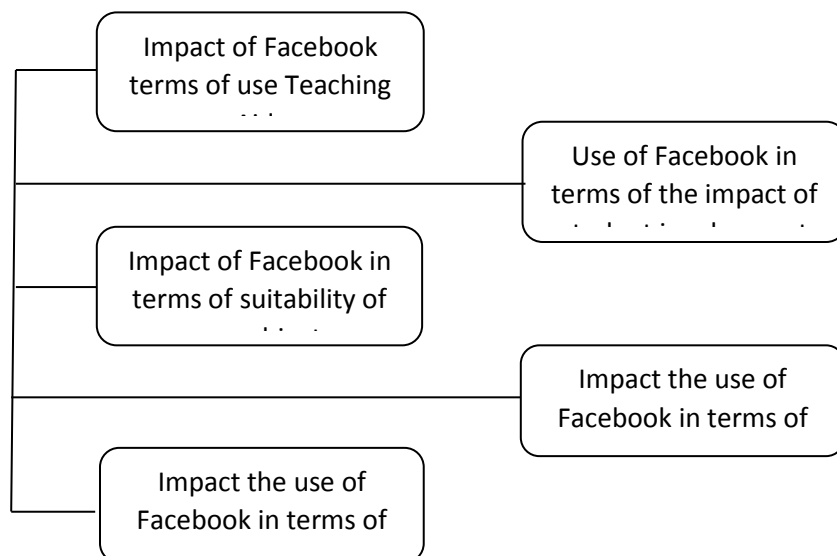 Impact of Facebook
terms of use Teaching
Use of Facebook in
terms of the impact of
Impact of Facebook in
terms of suitability of
Impact the use of
Facebook in terms of
Impact the use of
Facebook in terms of